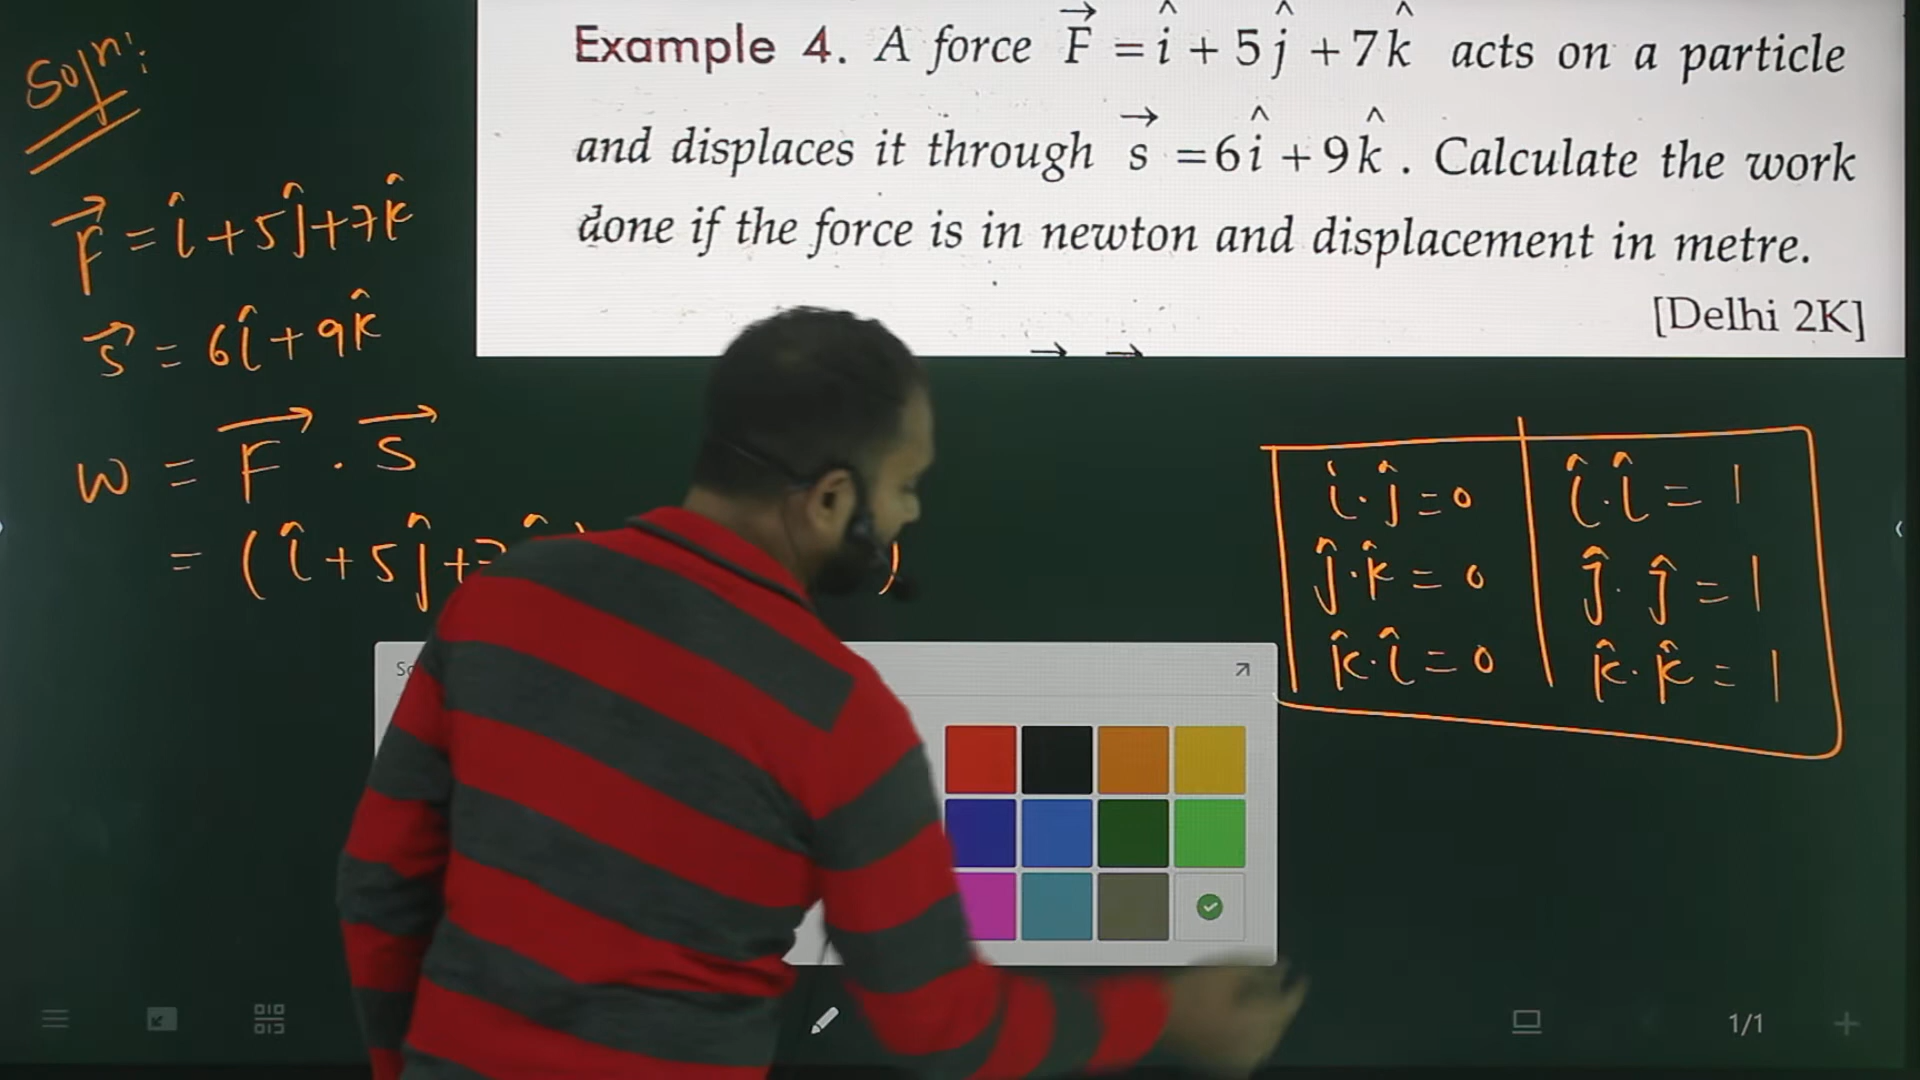 Soln:
Example 4. A force F⃗ = î + 5ĵ + 7k̂ acts on a particle
and displaces it through s⃗ = 6î + 9k̂ . Calculate the work
done if the force is in newton and displacement in metre.
[Delhi 2K]
F⃗ = î + 5ĵ + 7k̂
s⃗ = 6î + 9k̂
W = F⃗ . S⃗
= (î + 5ĵ + 7 )
î . ĵ = 0
ĵ . k̂ = 0
k̂ . î = 0
î . î = 1
ĵ . ĵ = 1
k̂ . k̂ = 1
1/1